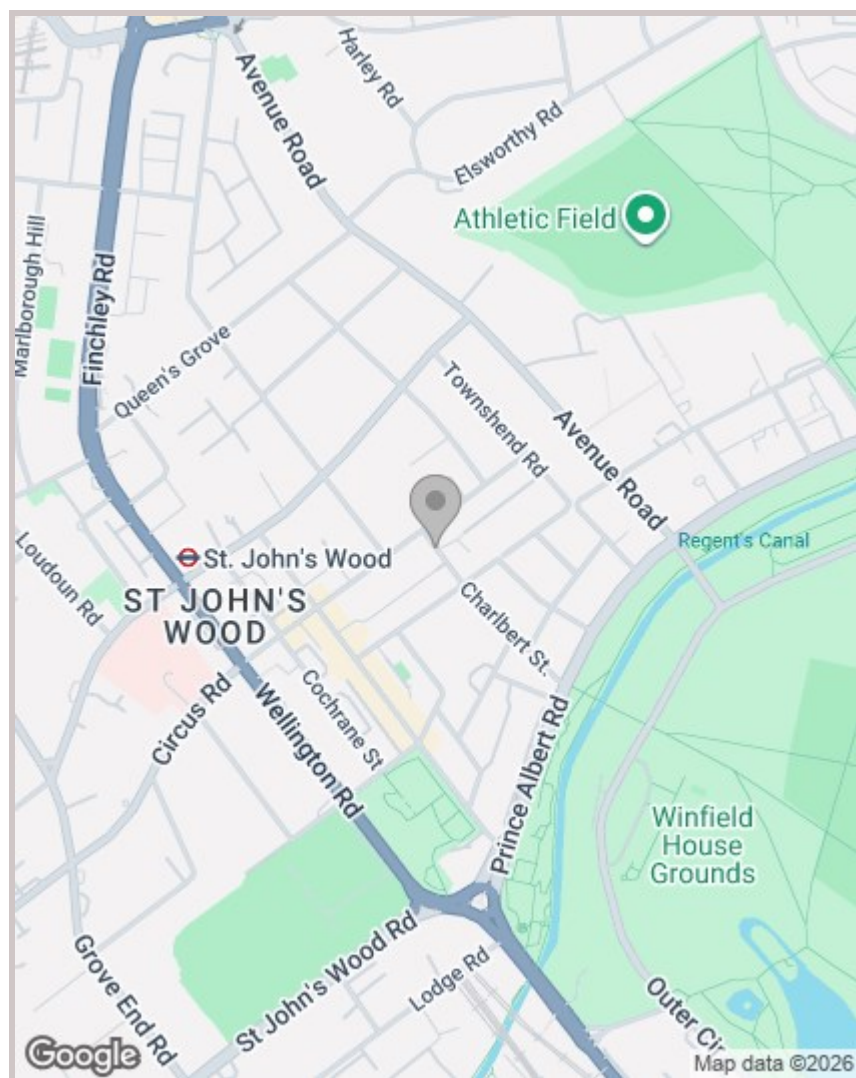 Harley Rd
Avenue Road
Elsworthy Rd
Athletic Field
Marlborough Hill
Finchley Rd
Queen's Grove
Townshend Rd
Avenue Road
Regent's Canal
St. John's Wood
Loudoun Rd
ST JOHN'S
WOOD
Charlbert St.
Circus Rd
Cochrane St
Wellington Rd
Prince Albert Rd
Winfield
House
Grounds
Grove End Rd
St John's Wood Rd
Lodge Rd
Outer Cir
Google
Map data ©2026